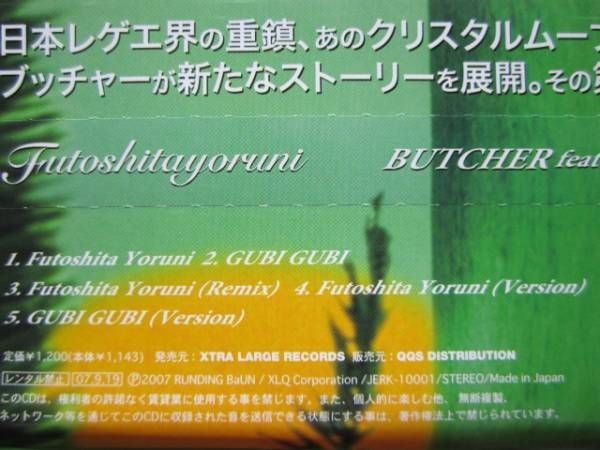 日本レゲエ界の重鎮、あのクリスタルムーブ
ブッチャーが新たなストーリーを展開。その第
Futoshitayoruni BUTCHER feat
1. Futoshita Yoruni 2. GUBI GUBI
3. Futoshita Yoruni (Remix) 4. Futoshita Yoruni (Version)
5. GUBI GUBI (Version)
定価¥1,200(本体¥1,143) 発売元：XTRA LARGE RECORDS 販売元：QQS DISTRIBUTION
レンタル禁止 07.9.19 Ⓟ2007 RUNDING BaUN / XLQ Corporation /JERK-10001/STEREO/Made in Japan
このCDは、権利者の許諾なく賃貸業に使用する事を禁じます。また、個人的に楽しむ他、無断複製、
ネットワーク等を通じてこのCDに収録された音を送信できる状態にする事は、著作権法上で禁じられています。